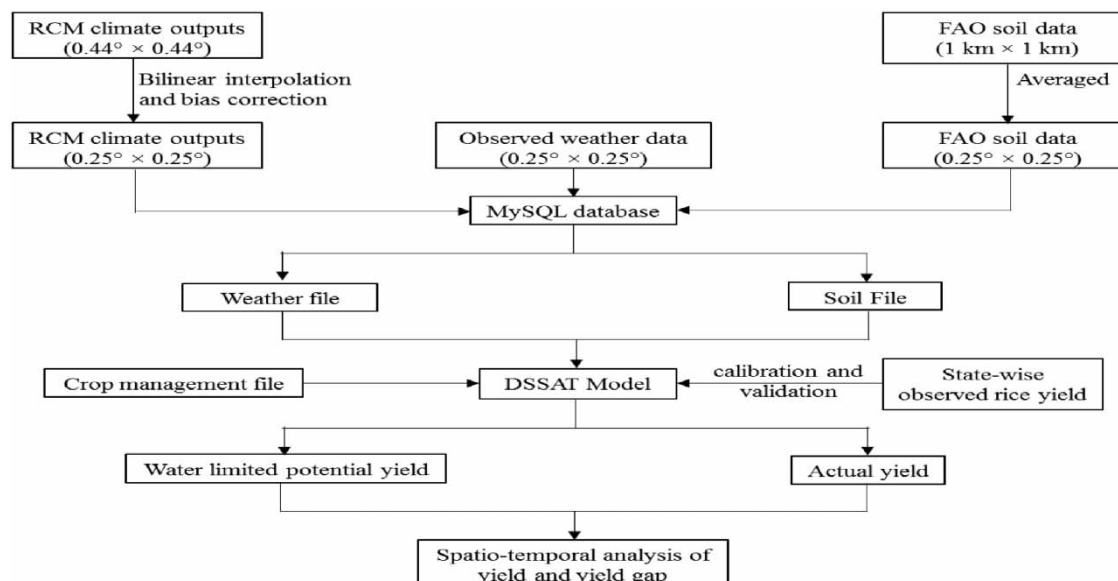 RCM climate outputs
(0.44° × 0.44°)
FAO soil data
(1 km × 1 km)
Bilinear interpolation
and bias correction
Averaged
RCM climate outputs
(0.25° × 0.25°)
Observed weather data
(0.25° × 0.25°)
FAO soil data
(0.25° × 0.25°)
MySQL database
Weather file
Soil File
Crop management file
DSSAT Model
calibration and
validation
State-wise
observed rice yield
Water limited potential yield
Actual yield
Spatio-temporal analysis of
yield and yield gap